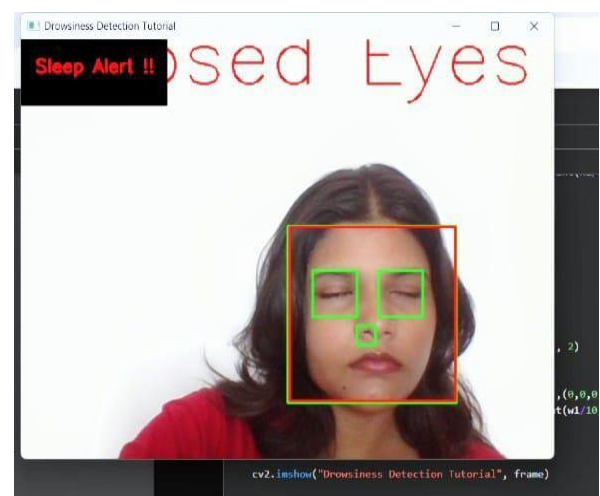 Drowsiness Detection Tutorial
Sleep Alert !!
osed Eyes
, 2)
,(0,0,0
t(w1/10
cv2.imshow("Drowsiness Detection Tutorial", frame)